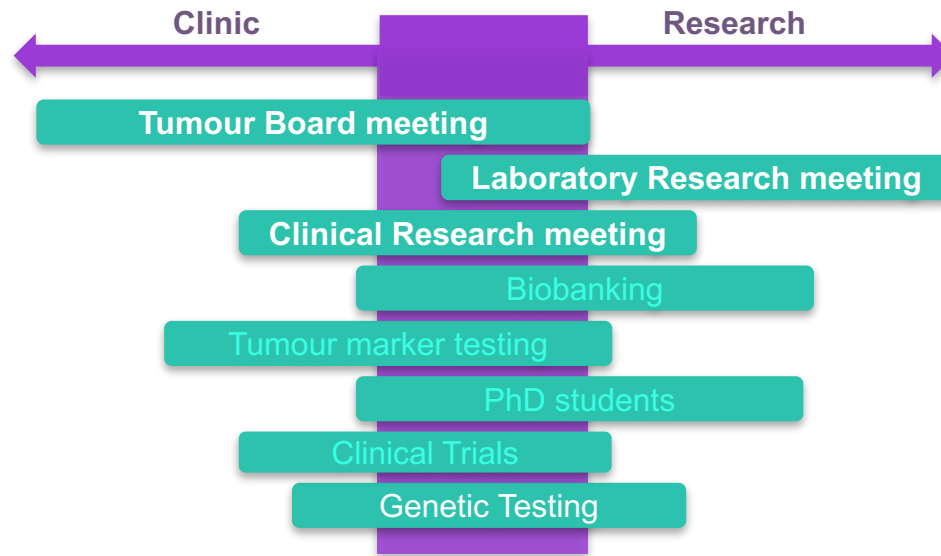 Clinic
Research
Tumour Board meeting
Laboratory Research meeting
Clinical Research meeting
Biobanking
Tumour marker testing
PhD students
Clinical Trials
Genetic Testing